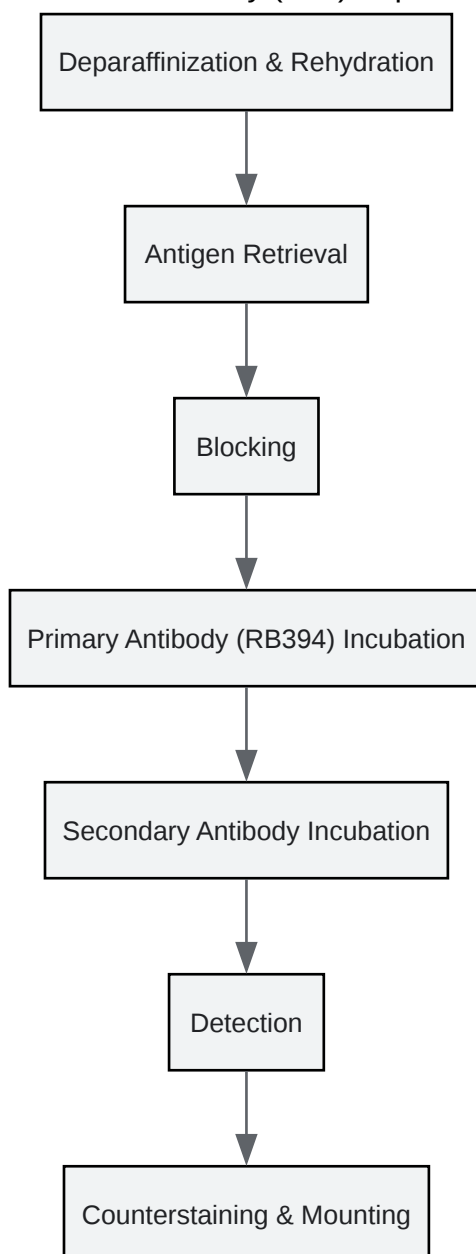 Deparaffinization & Rehydration
Antigen Retrieval
Blocking
Primary Antibody (RB394) Incubation
Secondary Antibody Incubation
Detection
Counterstaining & Mounting